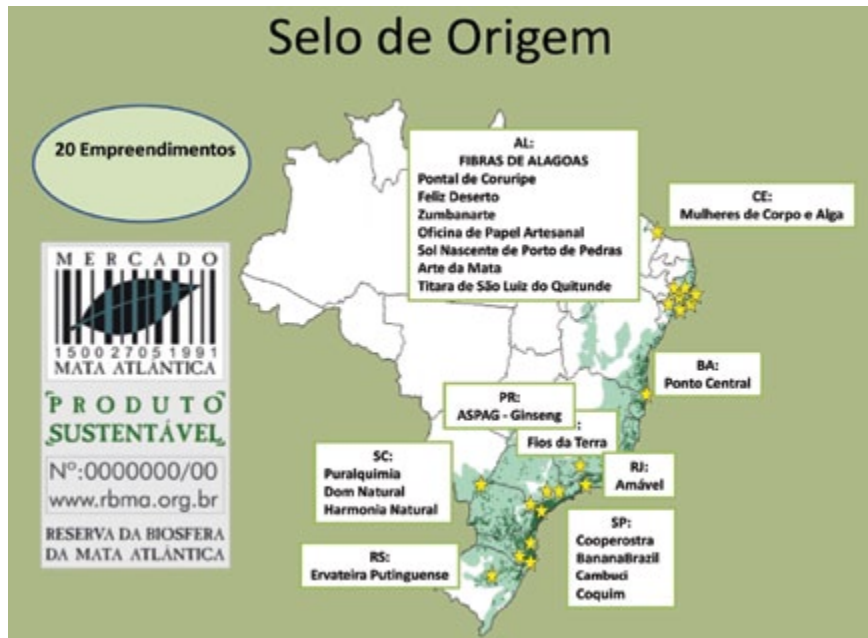 Selo de Origem
20 Empreendimentos
AL:
FIBRAS DE ALAGOAS
Pontal de Coruripe
Feliz Deserto
Zumbanarte
Oficina de Papel Artesanal
Sol Nascente de Porto de Pedras
Arte da Mata
Titara de São Luiz do Quitunde
CE:
Mulheres de Corpo e Alga
MERCADO
1500 2705 1991
MATA ATLÂNTICA
PRODUTO
SUSTENTÁVEL
Nº:0000000/00
www.rbma.org.br
RESERVA DA BIOSFERA
DA MATA ATLÂNTICA
BA:
Ponto Central
PR:
ASPAG - Ginseng
:
Fios da Terra
SC:
Puralquimia
Dom Natural
Harmonia Natural
RJ:
Amável
SP:
Cooperostra
BananaBrazil
Cambuci
Coquim
RS:
Ervateira Putinguense